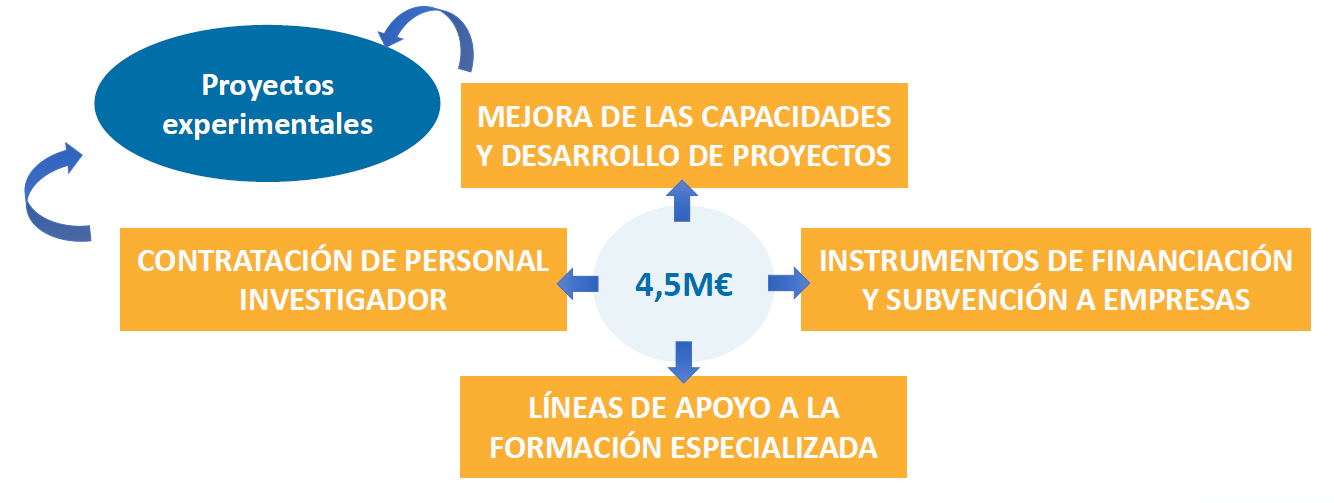 Proyectos
experimentales
MEJORA DE LAS CAPACIDADES
Y DESARROLLO DE PROYECTOS
CONTRATACIÓN DE PERSONAL
INVESTIGADOR
4,5M€
INSTRUMENTOS DE FINANCIACIÓN
Y SUBVENCIÓN A EMPRESAS
LÍNEAS DE APOYO A LA
FORMACIÓN ESPECIALIZADA